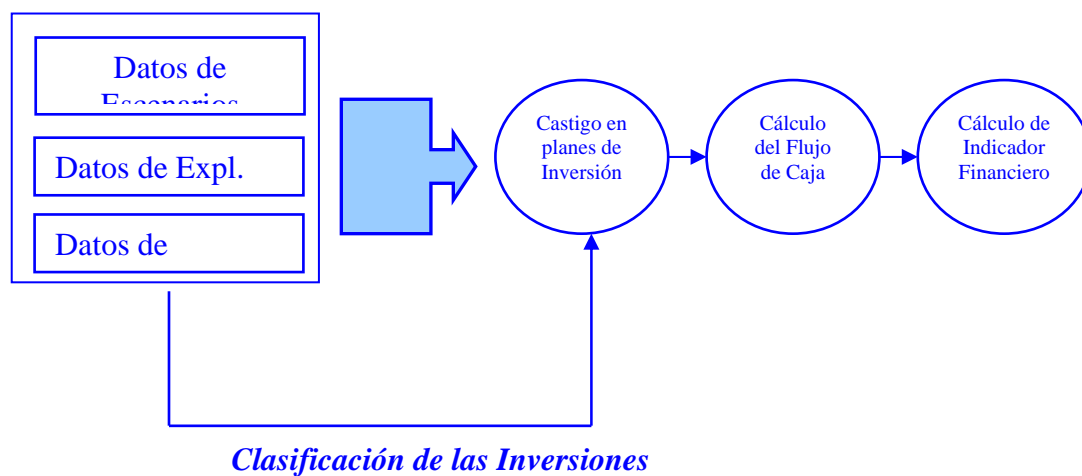 Datos de
Escenarios
Datos de Expl.
Datos de
Castigo en
planes de
Inversión
Cálculo
del Flujo
de Caja
Cálculo de
Indicador
Financiero
Clasificación de las Inversiones